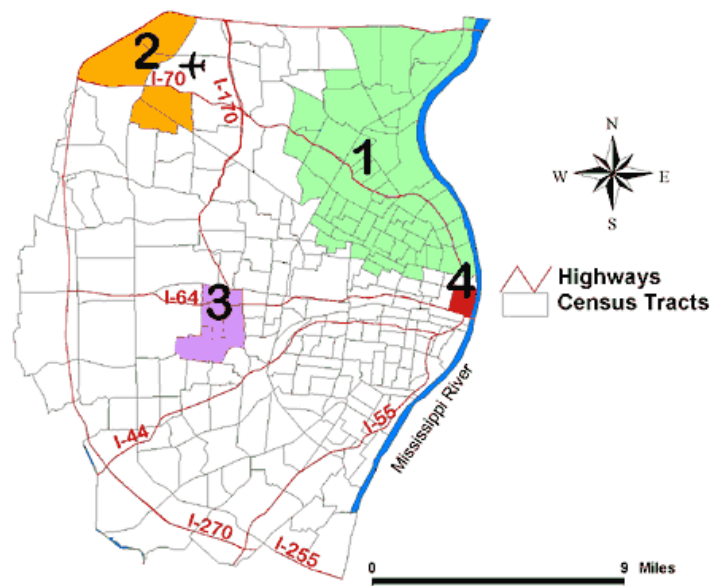 2
I-70
I-170
1
N
W E
S
4
Highways
Census Tracts
I-64
3
Mississippi River
I-55
I-44
I-270
I-255
0 9 Miles